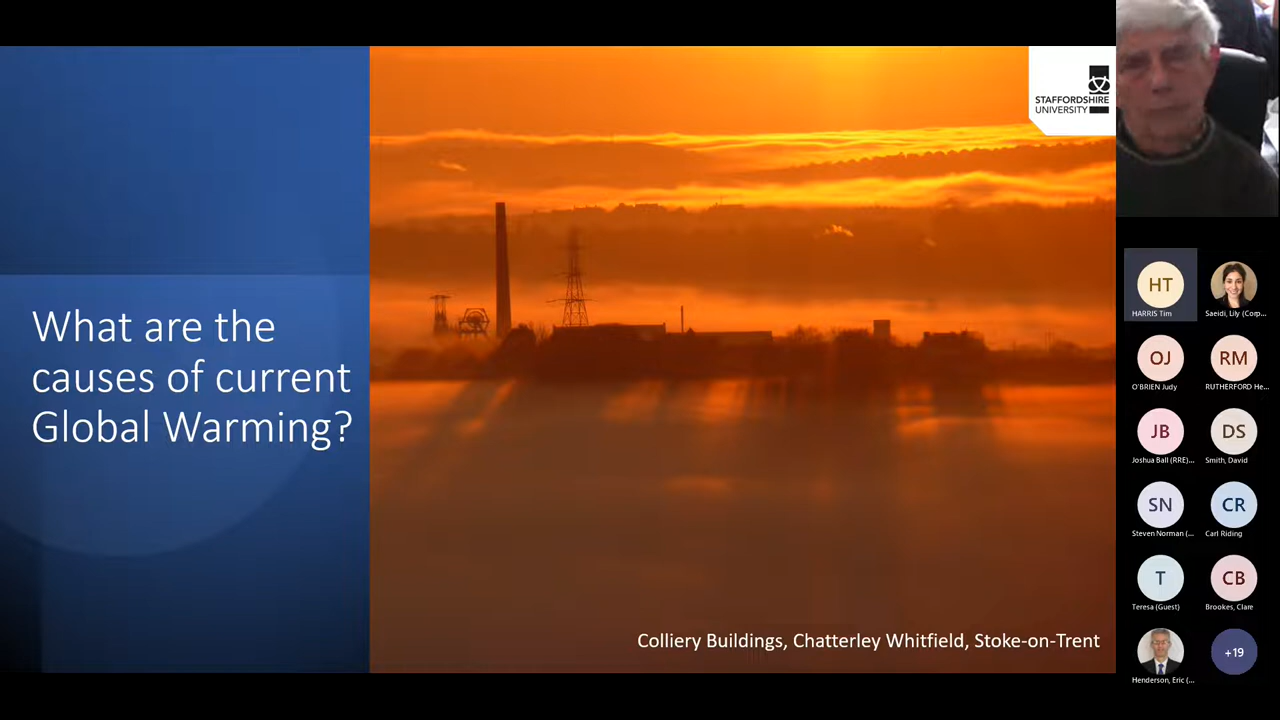 STAFFORDSHIRE
UNIVERSITY
What are the
causes of current
Global Warming?
Colliery Buildings, Chatterley Whitfield, Stoke-on-Trent
HT
HARRIS Tim
Saeidi, Lily (Corp...
OJ
O'BRIEN Judy
RM
RUTHERFORD He...
JB
Joshua Ball (RRE)...
DS
Smith, David
SN
Steven Norman (...
CR
Carl Riding
T
Teresa (Guest)
CB
Brookes, Clare
Henderson, Eric (...
+19